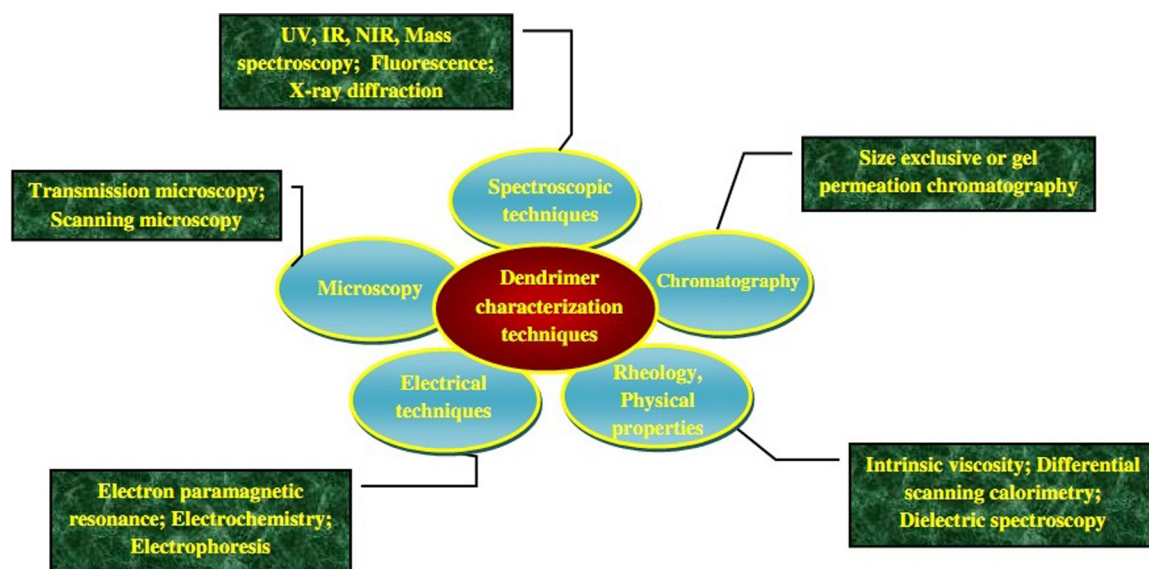 UV, IR, NIR, Mass
spectroscopy; Fluorescence;
X-ray diffraction
Size exclusive or gel
permeation chromatography
Transmission microscopy;
Scanning microscopy
Spectroscopic
techniques
Microscopy
Dendrimer
characterization
techniques
Chromatography
Electrical
techniques
Rheology,
Physical
properties
Electron paramagnetic
resonance; Electrochemistry;
Electrophoresis
Intrinsic viscosity; Differential
scanning calorimetry;
Dielectric spectroscopy